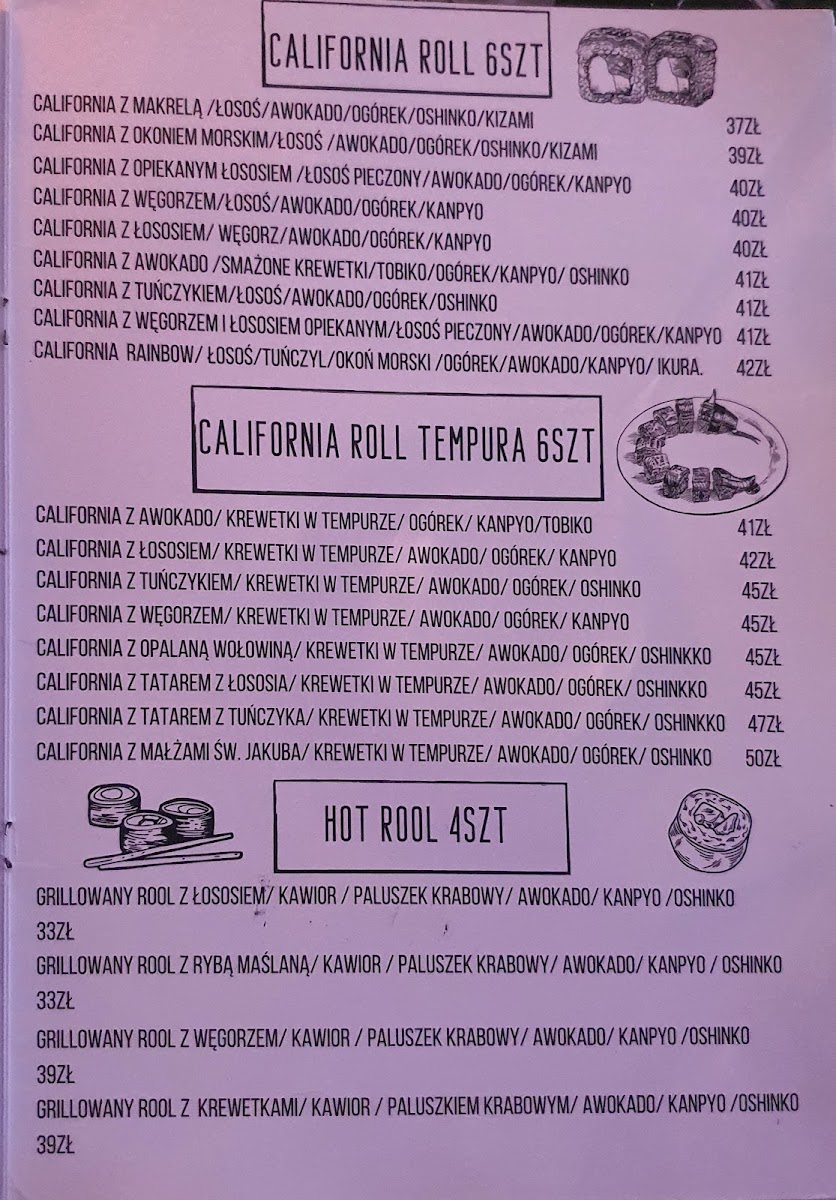 CALIFORNIA ROLL 6SZT
CALIFORNIA Z MAKRELĄ /ŁOSOŚ/AWOKADO/OGÓREK/OSHINKO/KIZAMI 37ZŁ
CALIFORNIA Z OKONIEM MORSKIM/ŁOSOŚ /AWOKADO/OGÓREK/OSHINKO/KIZAMI 39ZŁ
CALIFORNIA Z OPIEKANYM ŁOSOSIEM /ŁOSOŚ PIECZONY/AWOKADO/OGÓREK/KANPYO 40ZŁ
CALIFORNIA Z WĘGORZEM/ŁOSOŚ/AWOKADO/OGÓREK/KANPYO 40ZŁ
CALIFORNIA Z ŁOSOSIEM/ WĘGORZ/AWOKADO/OGÓREK/KANPYO 40ZŁ
CALIFORNIA Z AWOKADO /SMAŻONE KREWETKI/TOBIKO/OGÓREK/KANPYO/ OSHINKO 41ZŁ
CALIFORNIA Z TUŃCZYKIEM/ŁOSOŚ/AWOKADO/OGÓREK/OSHINKO 41ZŁ
CALIFORNIA Z WĘGORZEM I ŁOSOSIEM OPIEKANYM/ŁOSOŚ PIECZONY/AWOKADO/OGÓREK/KANPYO 41ZŁ
CALIFORNIA RAINBOW/ ŁOSOŚ/TUŃCZYL/OKOŃ MORSKI /OGÓREK/AWOKADO/KANPYO/ IKURA. 42ZŁ
CALIFORNIA ROLL TEMPURA 6SZT
CALIFORNIA Z AWOKADO/ KREWETKI W TEMPURZE/ OGÓREK/ KANPYO/TOBIKO 41ZŁ
CALIFORNIA Z ŁOSOSIEM/ KREWETKI W TEMPURZE/ AWOKADO/ OGÓREK/ KANPYO 42ZŁ
CALIFORNIA Z TUŃCZYKIEM/ KREWETKI W TEMPURZE/ AWOKADO/ OGÓREK/ OSHINKO 45ZŁ
CALIFORNIA Z WĘGORZEM/ KREWETKI W TEMPURZE/ AWOKADO/ OGÓREK/ KANPYO 45ZŁ
CALIFORNIA Z OPALANĄ WOŁOWINĄ/ KREWETKI W TEMPURZE/ AWOKADO/ OGÓREK/ OSHINKKO 45ZŁ
CALIFORNIA Z TATAREM Z ŁOSOSIA/ KREWETKI W TEMPURZE/ AWOKADO/ OGÓREK/ OSHINKKO 45ZŁ
CALIFORNIA Z TATAREM Z TUŃCZYKA/ KREWETKI W TEMPURZE/ AWOKADO/ OGÓREK/ OSHINKKO 47ZŁ
CALIFORNIA Z MAŁŻAMI ŚW. JAKUBA/ KREWETKI W TEMPURZE/ AWOKADO/ OGÓREK/ OSHINKO 50ZŁ
HOT ROOL 4SZT
GRILLOWANY ROOL Z ŁOSOSIEM/ KAWIOR / PALUSZEK KRABOWY/ AWOKADO/ KANPYO /OSHINKO
33ZŁ
GRILLOWANY ROOL Z RYBĄ MAŚLANĄ/ KAWIOR / PALUSZEK KRABOWY/ AWOKADO/ KANPYO / OSHINKO
33ZŁ
GRILLOWANY ROOL Z WĘGORZEM/ KAWIOR / PALUSZEK KRABOWY/ AWOKADO/ KANPYO /OSHINKO
39ZŁ
GRILLOWANY ROOL Z KREWETKAMI/ KAWIOR / PALUSZKIEM KRABOWYM/ AWOKADO/ KANPYO /OSHINKO
39ZŁ